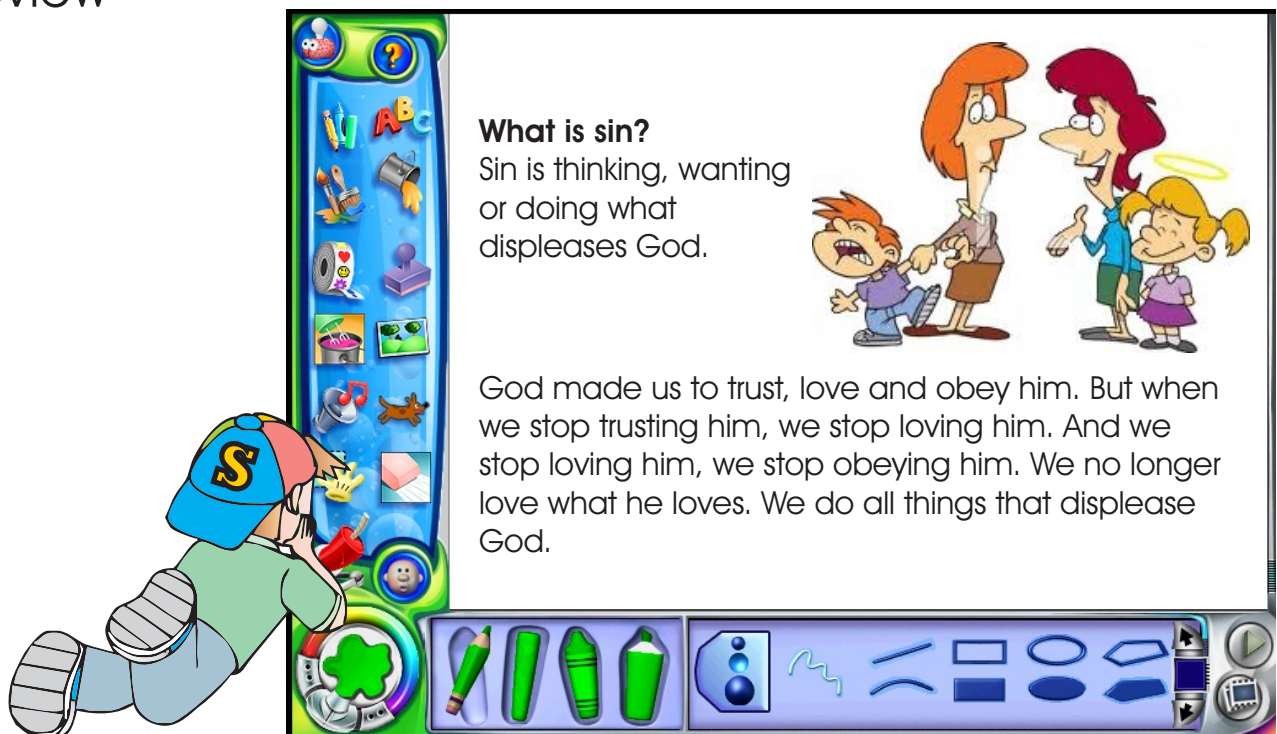 What is sin?
Sin is thinking, wanting
or doing what
displeases God.
God made us to trust, love and obey him. But when
we stop trusting him, we stop loving him. And we
stop loving him, we stop obeying him. We no longer
love what he loves. We do all things that displease
God.
ABC
?
S